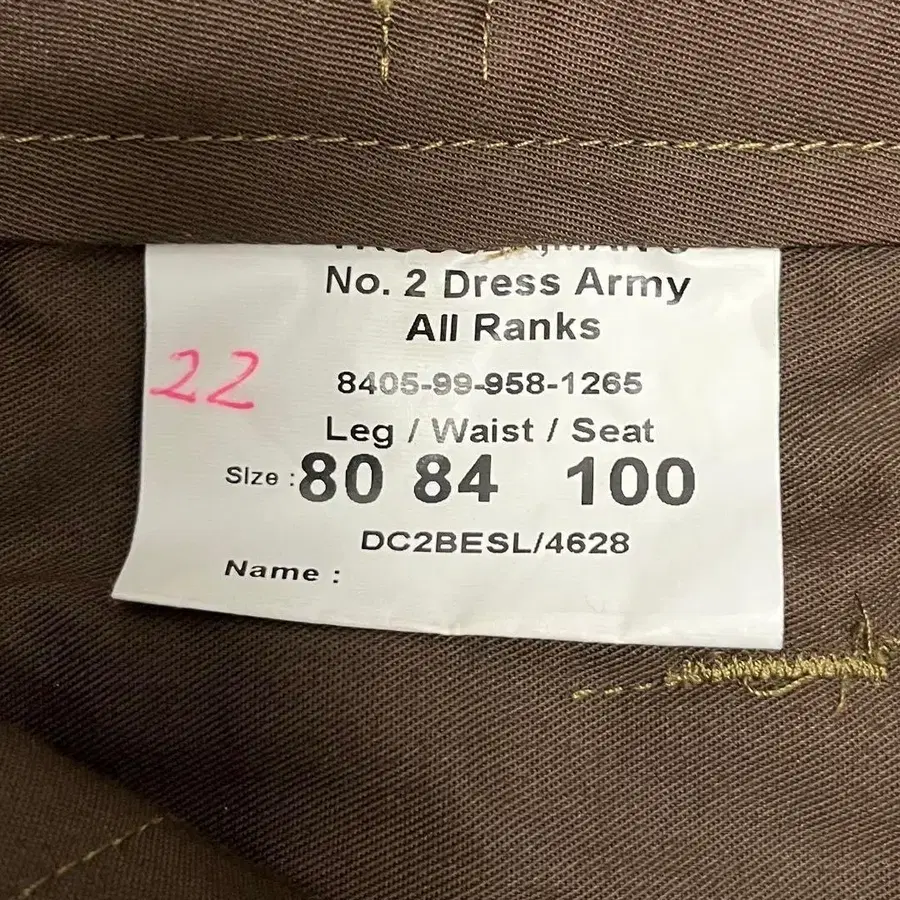 No. 2 Dress Army
All Ranks
22
8405-99-958-1265
Leg / Waist / Seat
Size : 80 84 100
DC2BESL/4628
Name :